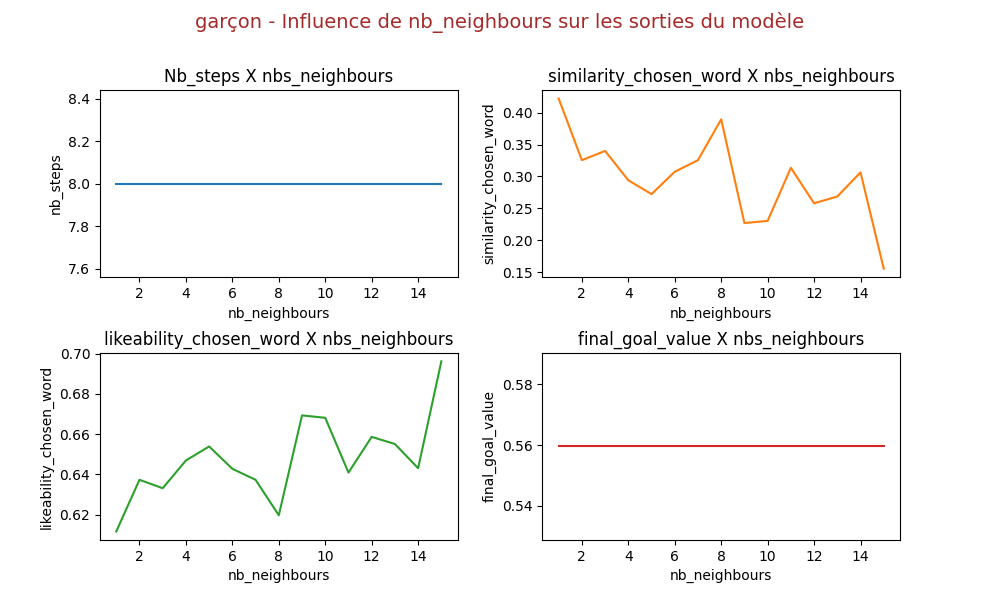 garçon - Influence de nb_neighbours sur les sorties du modèle
Nb_steps X nbs_neighbours
nb_steps
8.4
8.2
8.0
7.8
7.6
2 4 6 8 10 12 14
nb_neighbours
similarity_chosen_word X nbs_neighbours
similarity_chosen_word
0.40
0.35
0.30
0.25
0.20
0.15
2 4 6 8 10 12 14
nb_neighbours
likeability_chosen_word X nbs_neighbours
likeability_chosen_word
0.70
0.68
0.66
0.64
0.62
2 4 6 8 10 12 14
nb_neighbours
final_goal_value X nbs_neighbours
final_goal_value
0.58
0.56
0.54
2 4 6 8 10 12 14
nb_neighbours